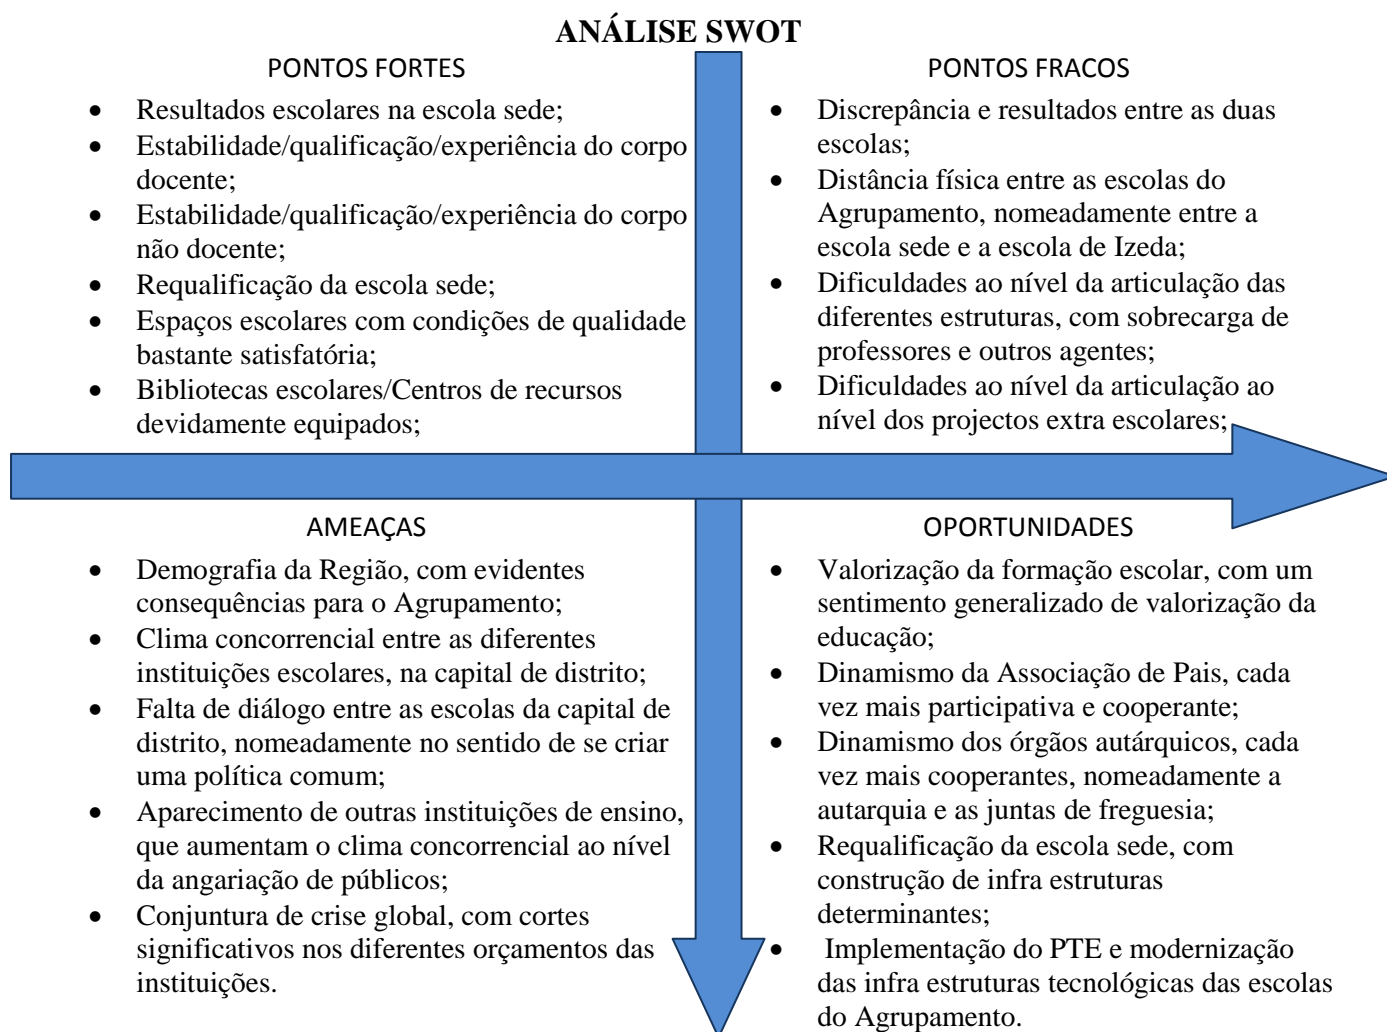 ANÁLISE SWOT
PONTOS FORTES
• Resultados escolares na escola sede;
• Estabilidade/qualificação/experiência do corpo
docente;
• Estabilidade/qualificação/experiência do corpo
não docente;
• Requalificação da escola sede;
• Espaços escolares com condições de qualidade
bastante satisfatória;
• Bibliotecas escolares/Centros de recursos
devidamente equipados;
PONTOS FRACOS
• Discrepância e resultados entre as duas
escolas;
• Distância física entre as escolas do
Agrupamento, nomeadamente entre a
escola sede e a escola de Izeda;
• Dificuldades ao nível da articulação das
diferentes estruturas, com sobrecarga de
professores e outros agentes;
• Dificuldades ao nível da articulação ao
nível dos projectos extra escolares;
AMEAÇAS
• Demografia da Região, com evidentes
consequências para o Agrupamento;
• Clima concorrencial entre as diferentes
instituições escolares, na capital de distrito;
• Falta de diálogo entre as escolas da capital de
distrito, nomeadamente no sentido de se criar
uma política comum;
• Aparecimento de outras instituições de ensino,
que aumentam o clima concorrencial ao nível
da angariação de públicos;
• Conjuntura de crise global, com cortes
significativos nos diferentes orçamentos das
instituições.
OPORTUNIDADES
• Valorização da formação escolar, com um
sentimento generalizado de valorização da
educação;
• Dinamismo da Associação de Pais, cada
vez mais participativa e cooperante;
• Dinamismo dos órgãos autárquicos, cada
vez mais cooperantes, nomeadamente a
autarquia e as juntas de freguesia;
• Requalificação da escola sede, com
construção de infra estruturas
determinantes;
• Implementação do PTE e modernização
das infra estruturas tecnológicas das escolas
do Agrupamento.